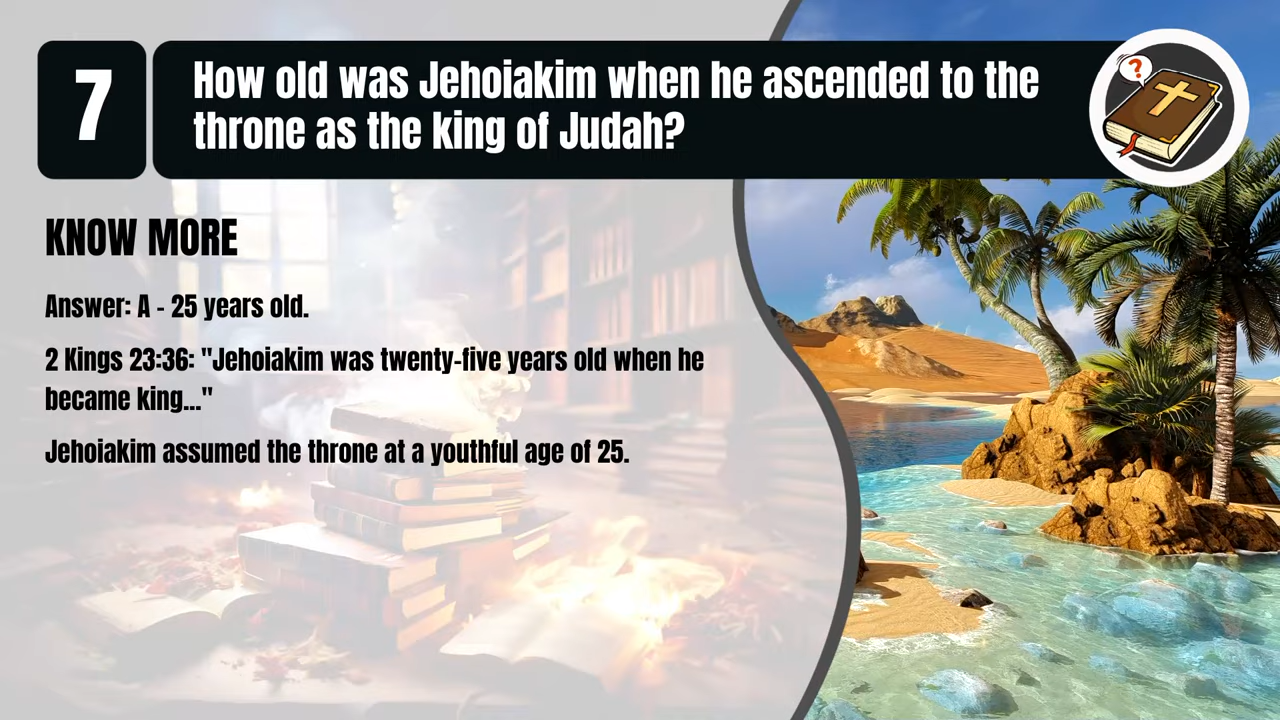 7
How old was Jehoiakim when he ascended to the
throne as the king of Judah?
?
KNOW MORE
Answer: A - 25 years old.
2 Kings 23:36: "Jehoiakim was twenty-five years old when he
became king..."
Jehoiakim assumed the throne at a youthful age of 25.